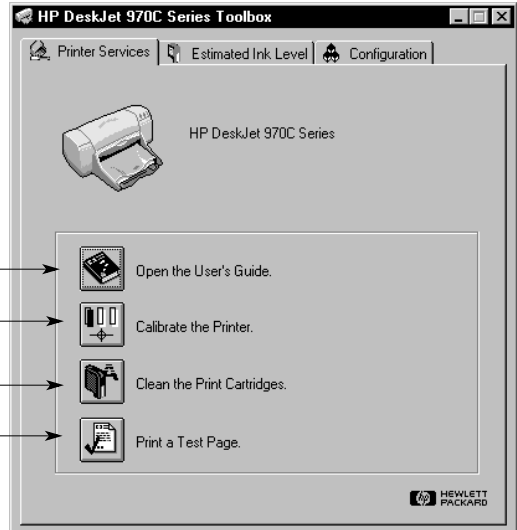 HP DeskJet 970C Series Toolbox
Printer Services Estimated Ink Level Configuration
HP DeskJet 970C Series
Open the User's Guide.
Calibrate the Printer.
Clean the Print Cartridges.
Print a Test Page.
hp HEWLETT
PACKARD